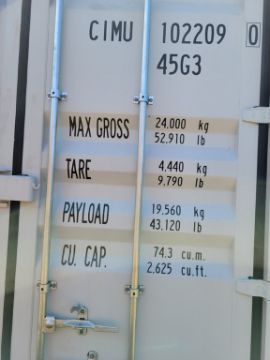 CIMU 102209 0
45G3
MAX GROSS 24.000 kg
52.910 lb
TARE 4.440 kg
9.790 lb
PAYLOAD 19.560 kg
43.120 lb
CU. CAP. 74.3 cu.m.
2.625 cu.ft.